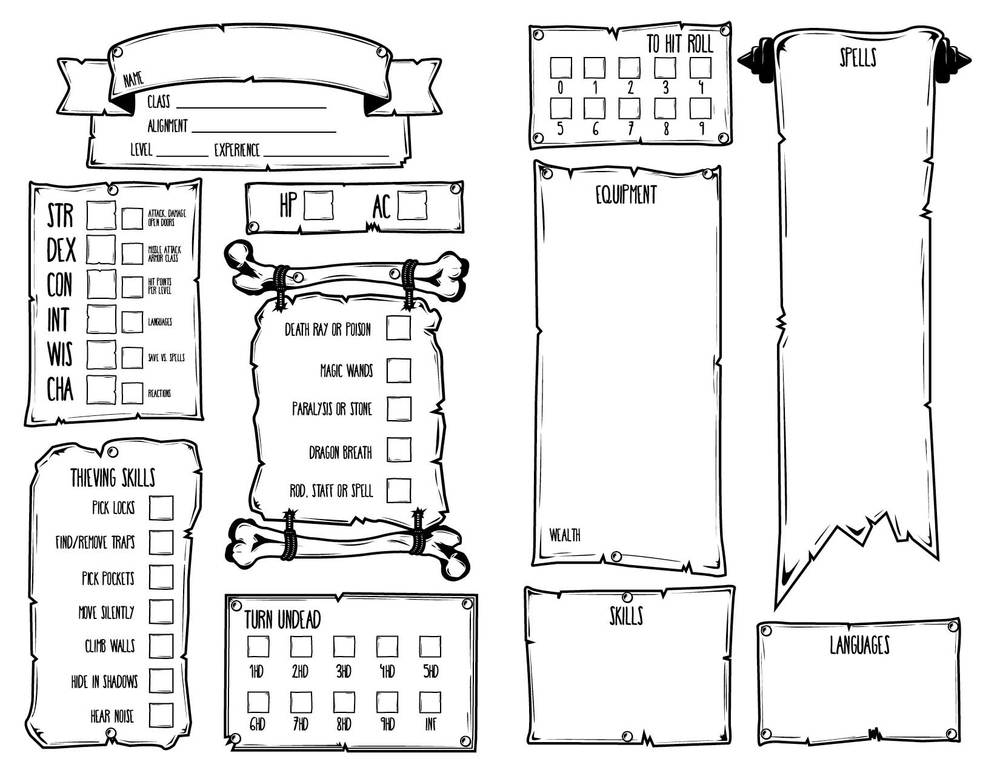 NAME
CLASS
ALIGNMENT
LEVEL EXPERIENCE
STR ATTACK, DAMAGE
OPEN DOORS
DEX MISSILE ATTACK
ARMOR CLASS
CON HIT POINTS
PER LEVEL
INT LANGUAGES
WIS SAVE VS. SPELLS
CHA REACTIONS
HP AC
DEATH RAY OR POISON
MAGIC WANDS
PARALYSIS OR STONE
DRAGON BREATH
ROD, STAFF OR SPELL
THIEVING SKILLS
PICK LOCKS
FIND/REMOVE TRAPS
PICK POCKETS
MOVE SILENTLY
CLIMB WALLS
HIDE IN SHADOWS
HEAR NOISE
TURN UNDEAD
1HD 2HD 3HD 4HD 5HD
6HD 7HD 8HD 9HD INF
TO HIT ROLL
0 1 2 3 4
5 6 7 8 9
EQUIPMENT
WEALTH
SKILLS
SPELLS
LANGUAGES